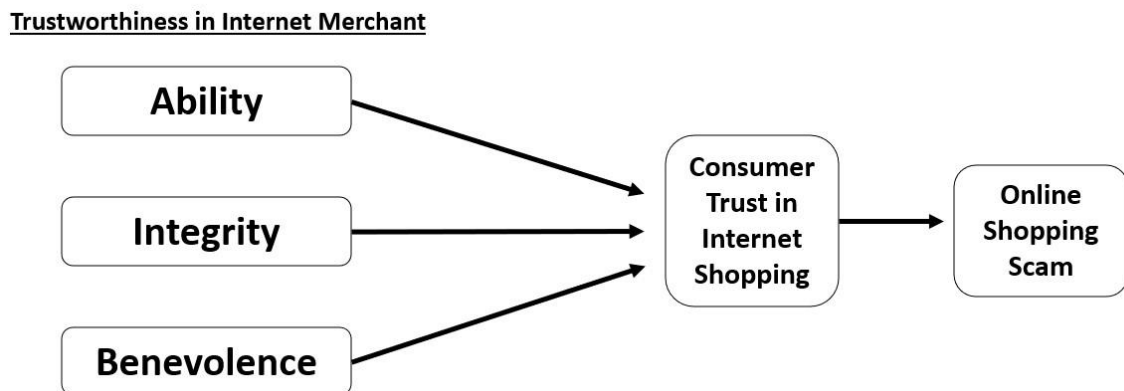 Trustworthiness in Internet Merchant
Ability
Integrity
Benevolence
Consumer
Trust in
Internet
Shopping
Online
Shopping
Scam